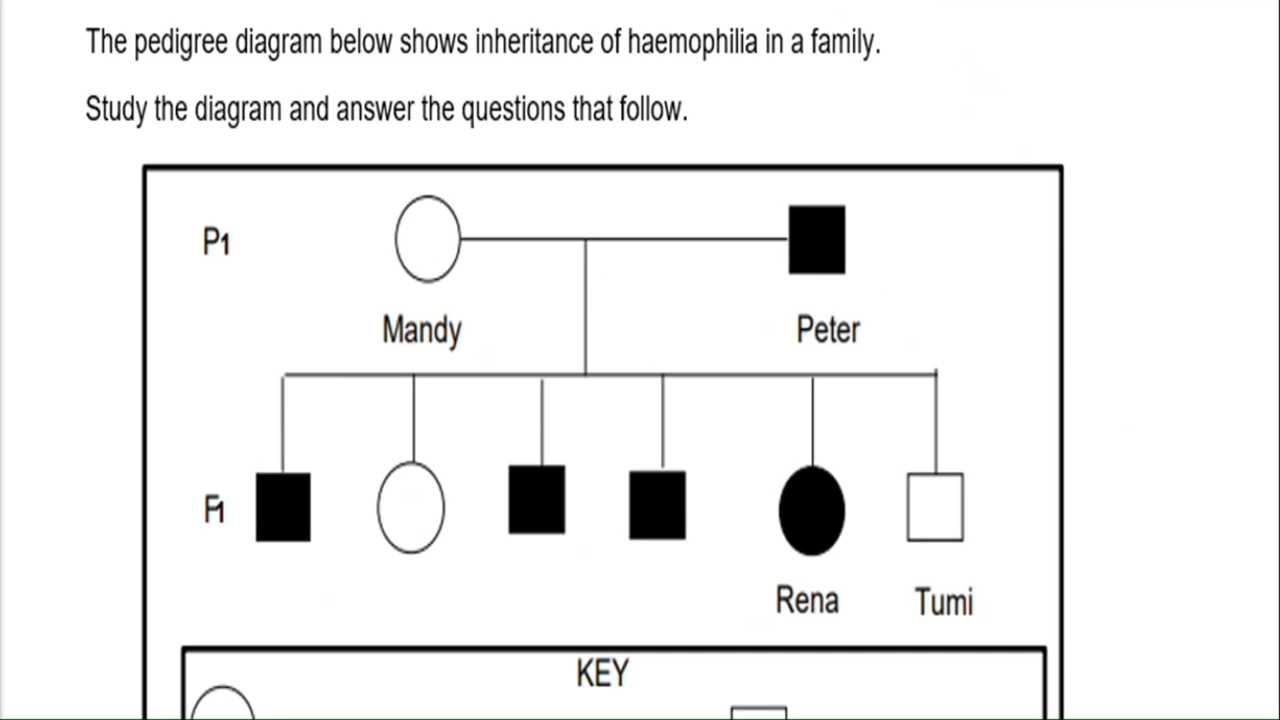 The pedigree diagram below shows inheritance of haemophilia in a family.
Study the diagram and answer the questions that follow.
P1
Mandy
Peter
F1
Rena
Tumi
KEY